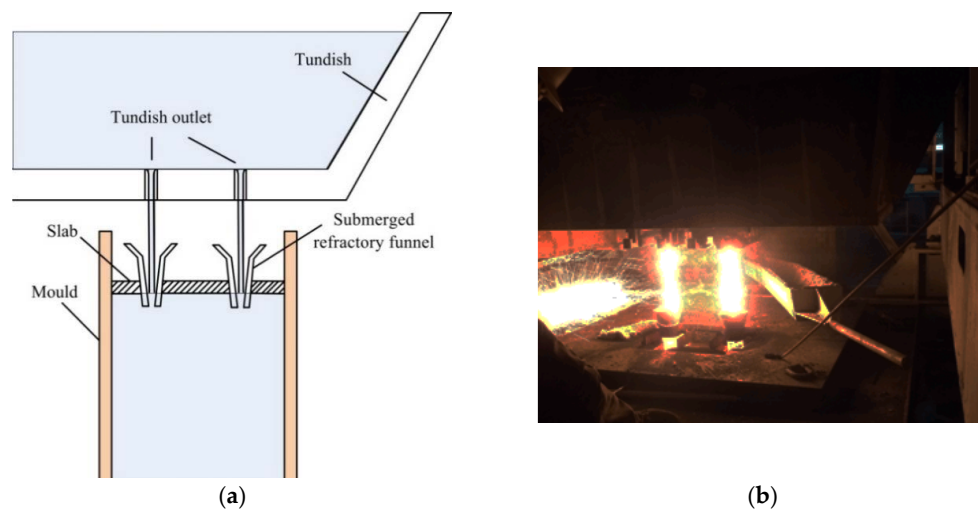 Tundish
Tundish outlet
Submerged
refractory funnel
Slab
Mould
(a)
(b)